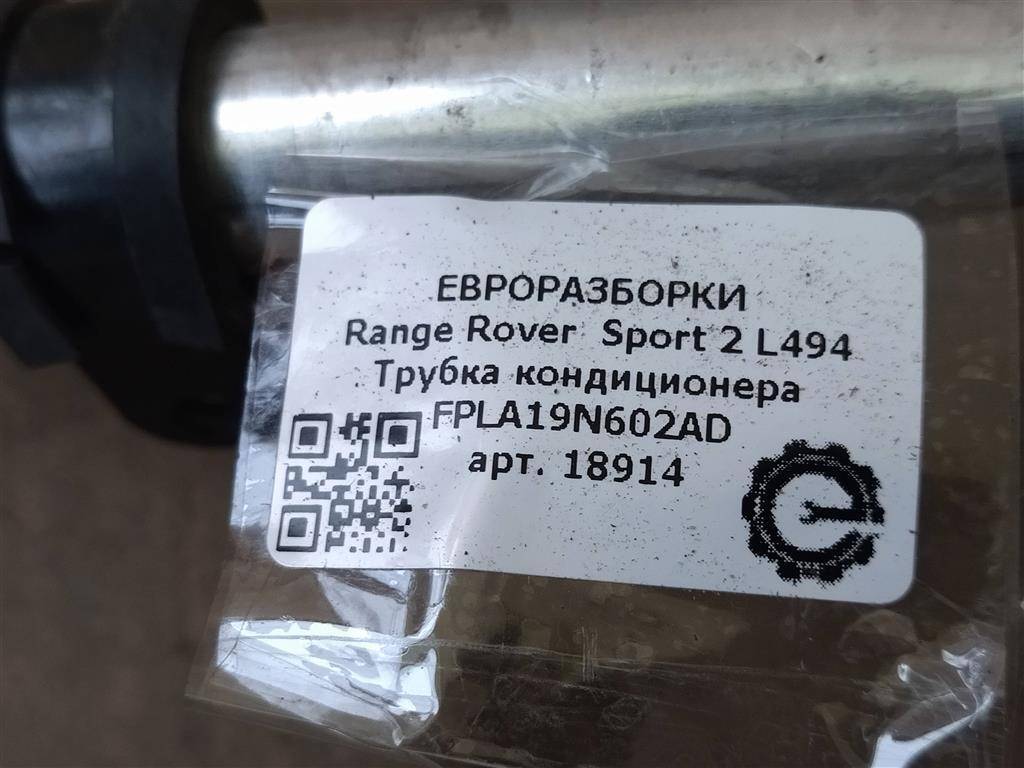 ЕВРОРАЗБОРКИ
Range Rover Sport 2 L494
Трубка кондиционера
FPLA19N602AD
арт. 18914